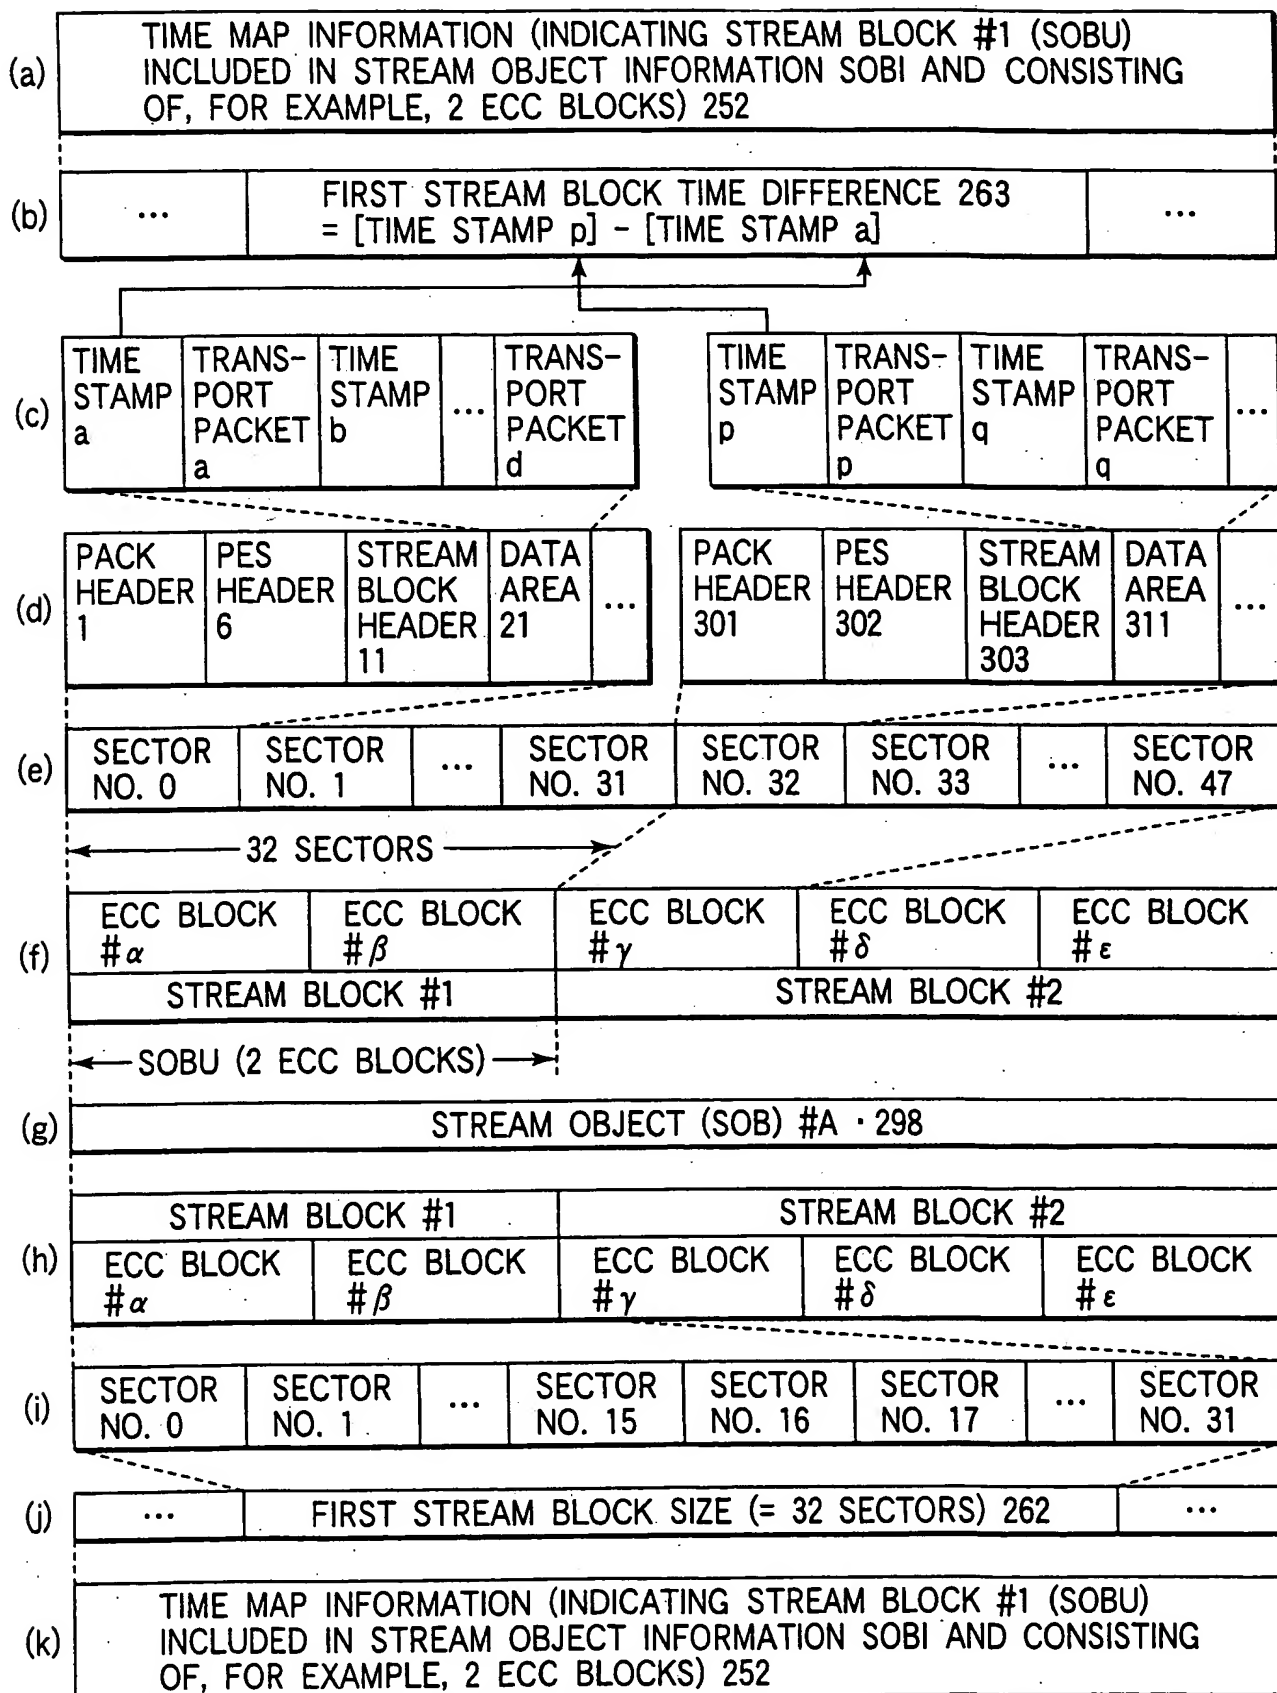 (a)
TIME MAP INFORMATION (INDICATING STREAM BLOCK #1 (SOBU)
INCLUDED IN STREAM OBJECT INFORMATION SOBI AND CONSISTING
OF, FOR EXAMPLE, 2 ECC BLOCKS) 252
(b)
...
FIRST STREAM BLOCK TIME DIFFERENCE 263
= [TIME STAMP p] - [TIME STAMP a]
...
(c)
TIME
STAMP
a
TRANS-
PORT
PACKET
a
TIME
STAMP
b
...
TRANS-
PORT
PACKET
d
TIME
STAMP
p
TRANS-
PORT
PACKET
p
TIME
STAMP
q
TRANS-
PORT
PACKET
q
...
(d)
PACK
HEADER
1
PES
HEADER
6
STREAM
BLOCK
HEADER
11
DATA
AREA
21
...
PACK
HEADER
301
PES
HEADER
302
STREAM
BLOCK
HEADER
303
DATA
AREA
311
...
(e)
SECTOR
NO. 0
SECTOR
NO. 1
...
SECTOR
NO. 31
SECTOR
NO. 32
SECTOR
NO. 33
...
SECTOR
NO. 47
32 SECTORS
(f)
ECC BLOCK
#α
ECC BLOCK
#β
ECC BLOCK
#γ
ECC BLOCK
#δ
ECC BLOCK
#ε
STREAM BLOCK #1
STREAM BLOCK #2
SOBU (2 ECC BLOCKS)
(g)
STREAM OBJECT (SOB) #A · 298
(h)
STREAM BLOCK #1
STREAM BLOCK #2
ECC BLOCK
#α
ECC BLOCK
#β
ECC BLOCK
#γ
ECC BLOCK
#δ
ECC BLOCK
#ε
(i)
SECTOR
NO. 0
SECTOR
NO. 1
...
SECTOR
NO. 15
SECTOR
NO. 16
SECTOR
NO. 17
...
SECTOR
NO. 31
(j)
...
FIRST STREAM BLOCK SIZE (= 32 SECTORS) 262
...
(k)
TIME MAP INFORMATION (INDICATING STREAM BLOCK #1 (SOBU)
INCLUDED IN STREAM OBJECT INFORMATION SOBI AND CONSISTING
OF, FOR EXAMPLE, 2 ECC BLOCKS) 252